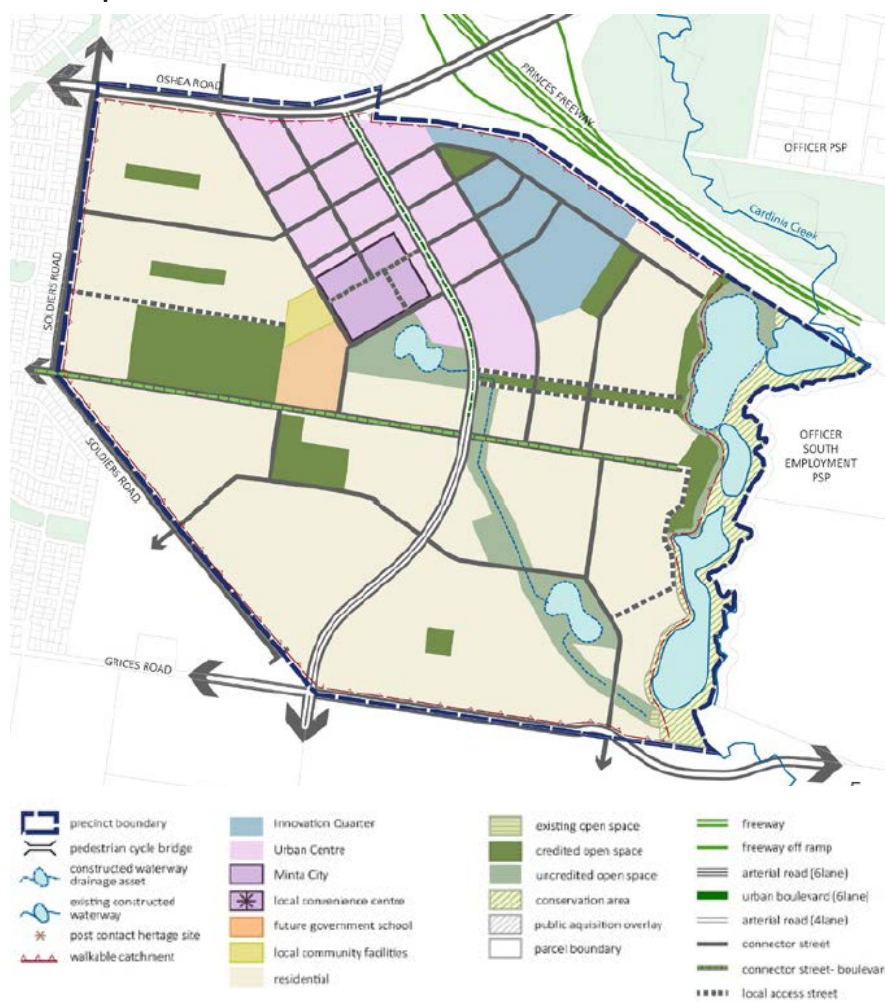 OSHEA ROAD
PRINCES FREEWAY
OFFICER PSP
Cardinia Creek
SOLDIERS ROAD
SOLDIERS ROAD
OFFICER
SOUTH
EMPLOYMENT
PSP
GRICES ROAD
precinct boundary
pedestrian cycle bridge
constructed waterway
drainage asset
existing constructed
waterway
post contact hertage site
walkable catchment
Innovation Quarter
Urban Centre
Minta City
local convenience centre
future government school
local community facilities
residential
existing open space
credited open space
uncredited open space
conservation area
public aquisition overlay
parcel boundary
freeway
freeway off ramp
arterial road (6lane)
urban boulevard (6lane)
arterial road (4lane)
connector street
connector street- boulevar
local access street